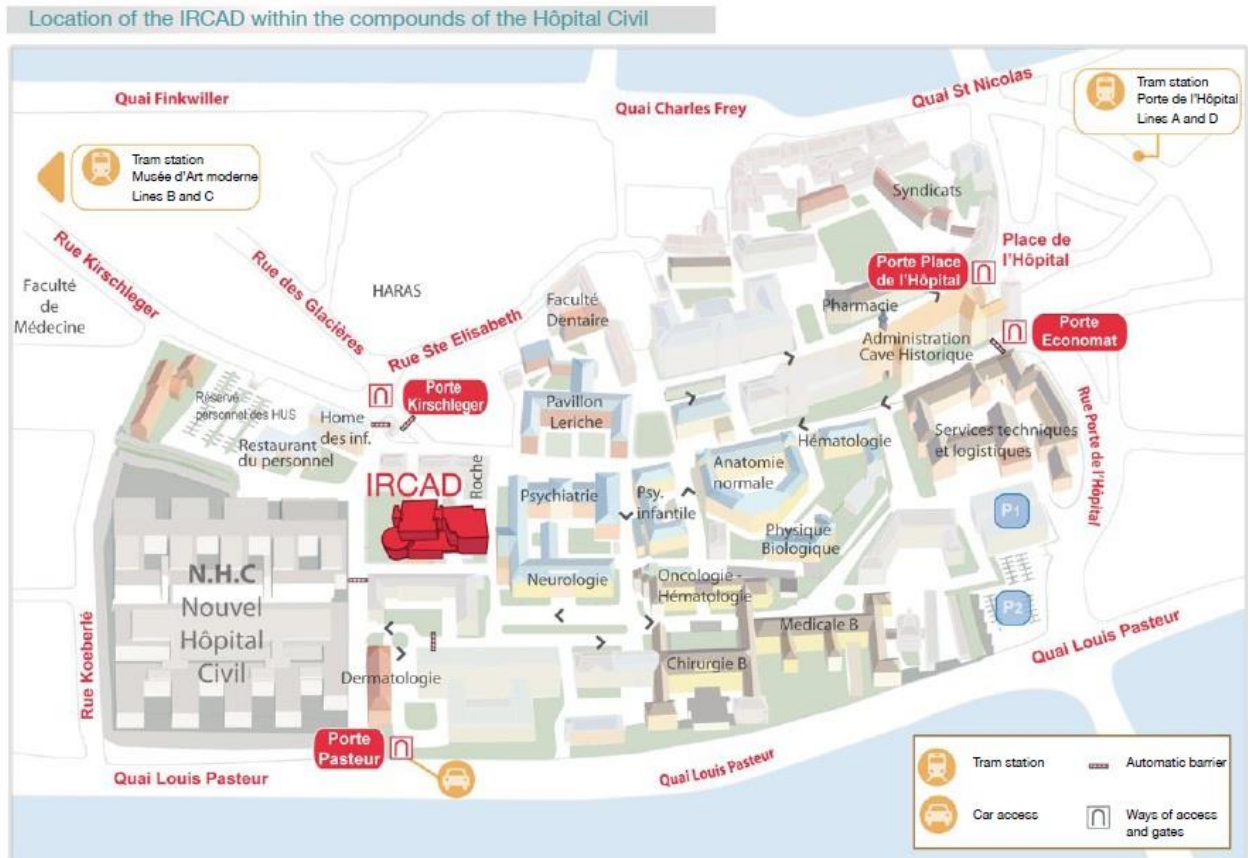 Location of the IRCAD within the compounds of the Hôpital Civil
Quai Finkwiller
Quai Charles Frey
Quai St Nicolas
Tram station
Porte de l'Hôpital
Lines A and D
Tram station
Musée d'Art moderne
Lines B and C
Syndicats
Rue Kirschleger
Rue des Glacières
Faculté
de
Médecine
HARAS
Rue Ste Elisabeth
Faculté
Dentaire
Porte Place
de l'Hôpital
Place de
l'Hôpital
Pharmacie
Administration
Cave Historique
Porte
Economat
Porte
Kirschleger
Réservé
personnel des HUS
Home
des inf.
Restaurant
du personnel
Pavillon
Leriche
Hématologie
Services techniques
et logistiques
Rue Porte de l'Hôpital
IRCAD
Roche
Psychiatrie
Psy.
infantile
Anatomie
normale
Physique
Biologique
P1
P2
N.H.C
Nouvel
Hôpital
Civil
Neurologie
Oncologie -
Hématologie
Medicale B
Chirurgie B
Dermatologie
Rue Koeberlé
Quai Louis Pasteur
Porte
Pasteur
Quai Louis Pasteur
Quai Louis Pasteur
Tram station
Automatic barrier
Car access
Ways of access
and gates